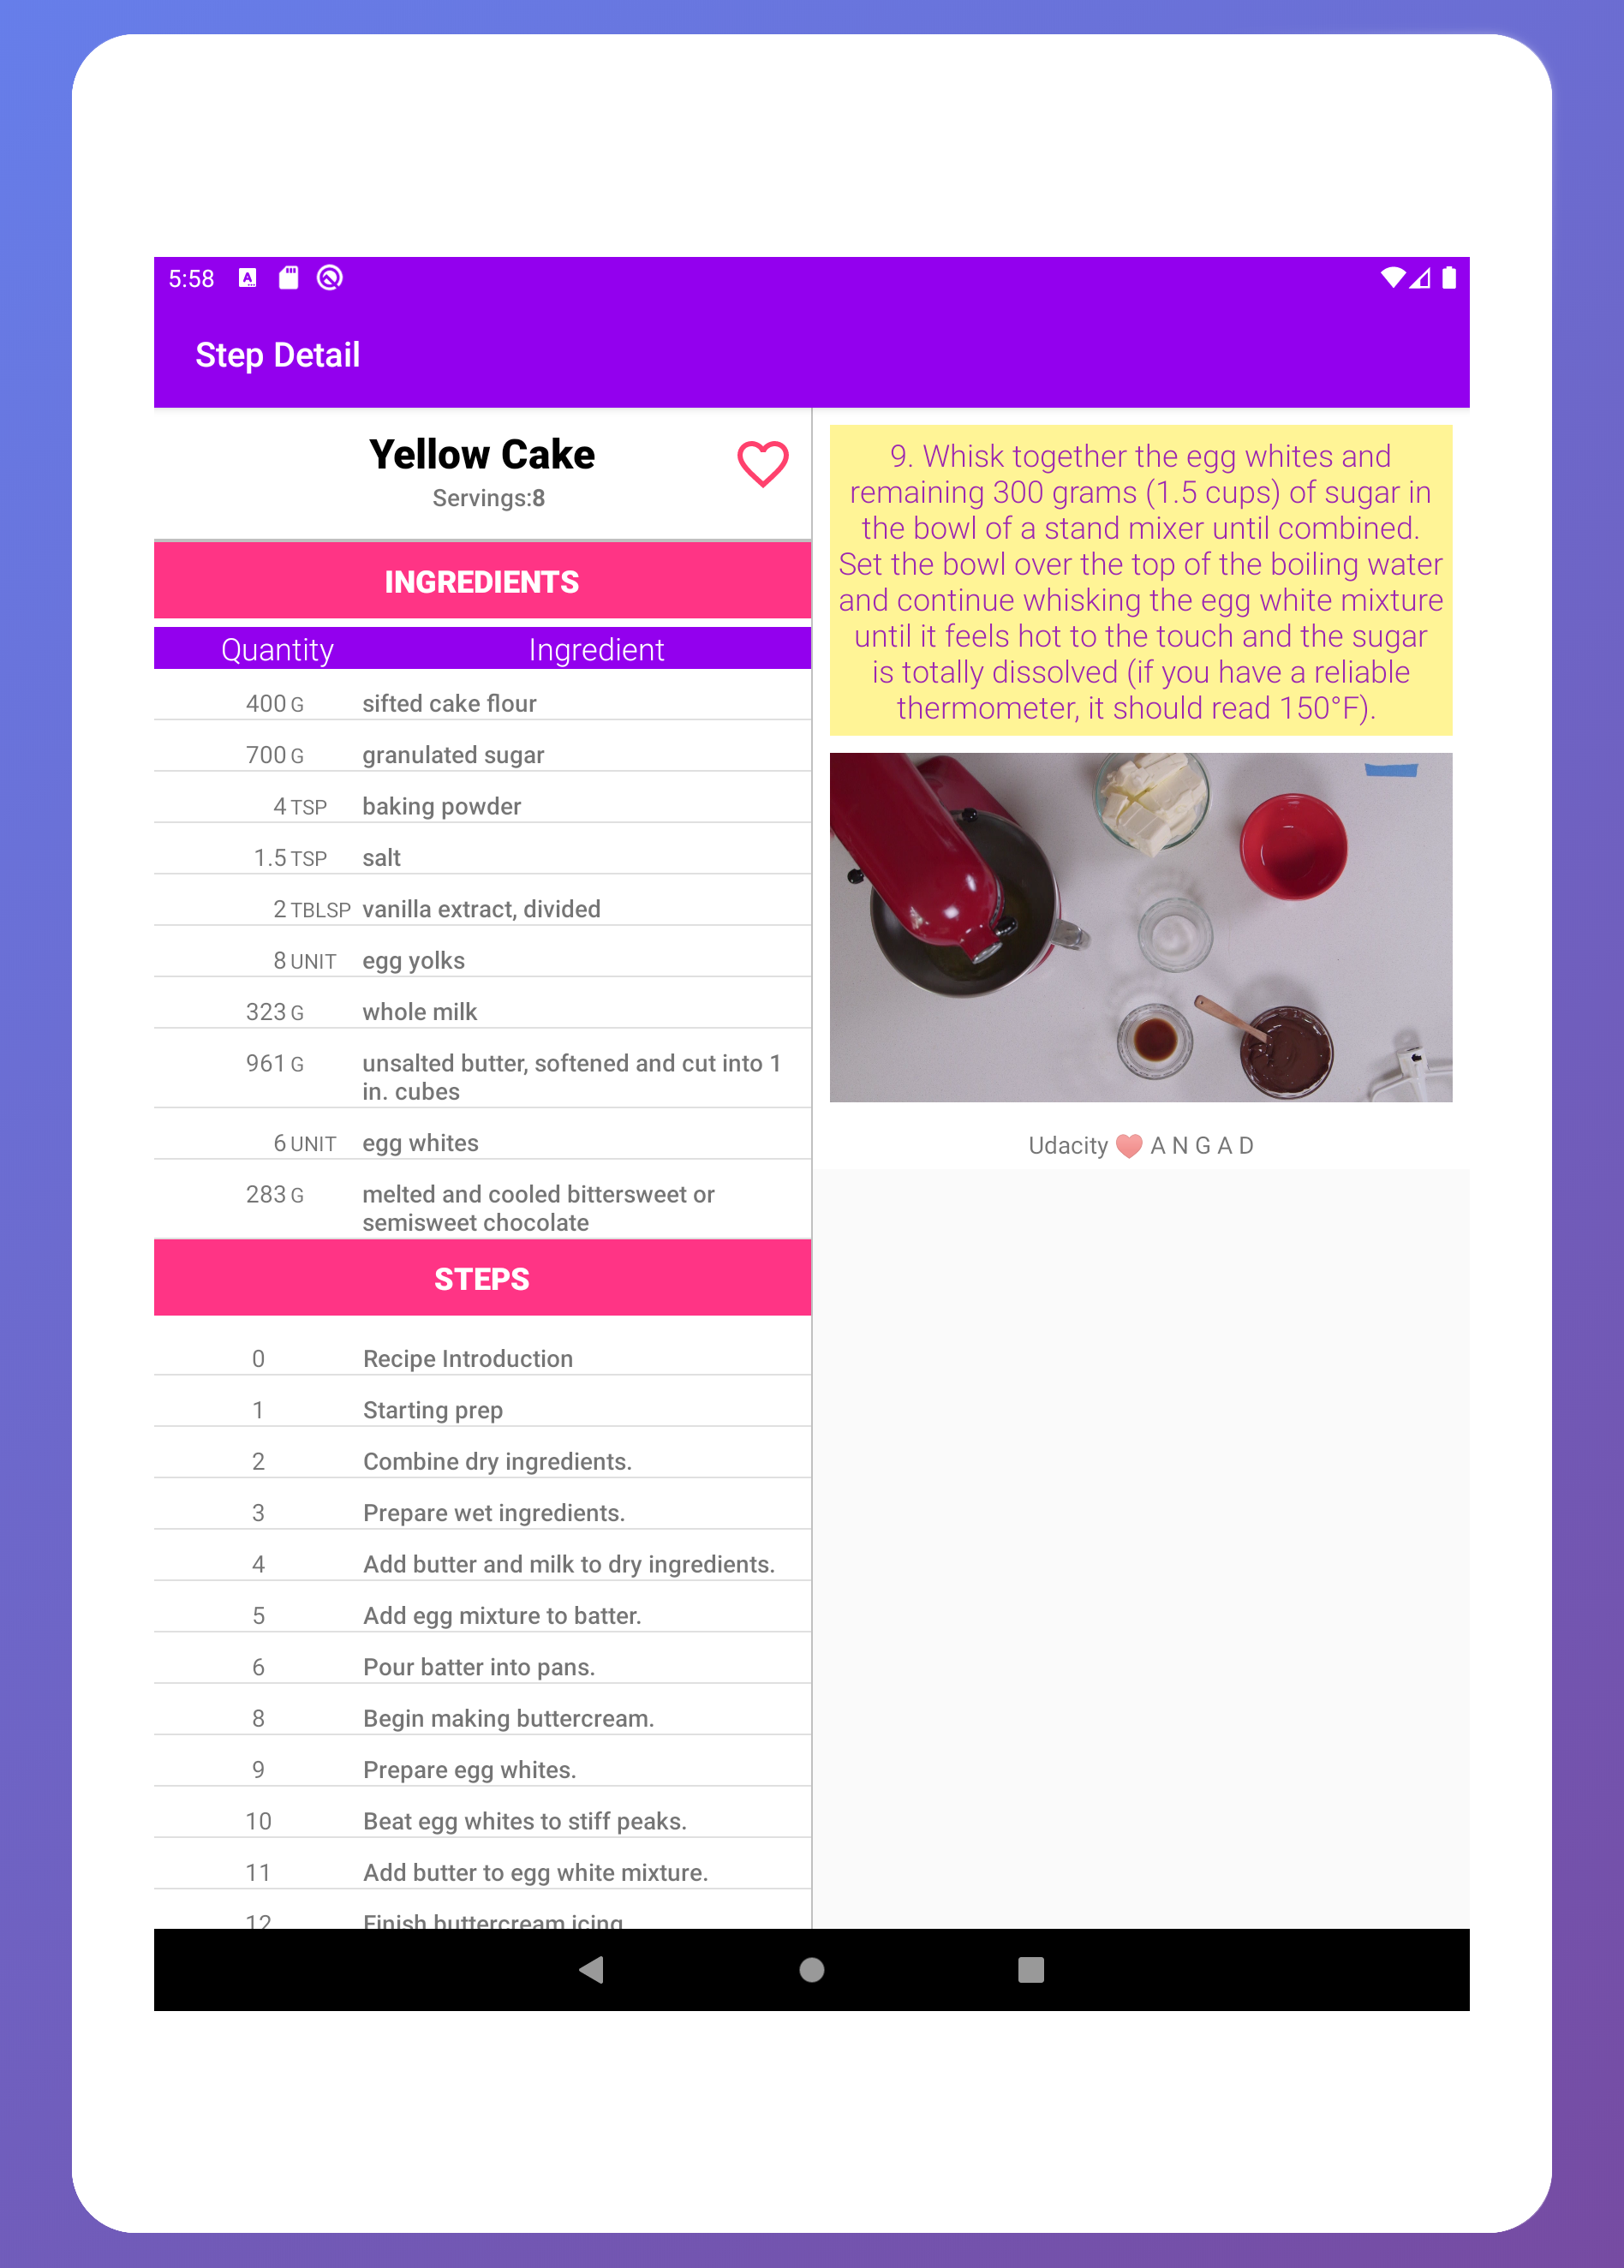 5:58
Step Detail
Yellow Cake
Servings:8
INGREDIENTS
Quantity Ingredient
400 G sifted cake flour
700 G granulated sugar
4 TSP baking powder
1.5 TSP salt
2 TBLSP vanilla extract, divided
8 UNIT egg yolks
323 G whole milk
961 G unsalted butter, softened and cut into 1
in. cubes
6 UNIT egg whites
283 G melted and cooled bittersweet or
semisweet chocolate
STEPS
0 Recipe Introduction
1 Starting prep
2 Combine dry ingredients.
3 Prepare wet ingredients.
4 Add butter and milk to dry ingredients.
5 Add egg mixture to batter.
6 Pour batter into pans.
8 Begin making buttercream.
9 Prepare egg whites.
10 Beat egg whites to stiff peaks.
11 Add butter to egg white mixture.
12 Finish buttercream icing
9. Whisk together the egg whites and
remaining 300 grams (1.5 cups) of sugar in
the bowl of a stand mixer until combined.
Set the bowl over the top of the boiling water
and continue whisking the egg white mixture
until it feels hot to the touch and the sugar
is totally dissolved (if you have a reliable
thermometer, it should read 150°F).
Udacity ❤️ A N G A D